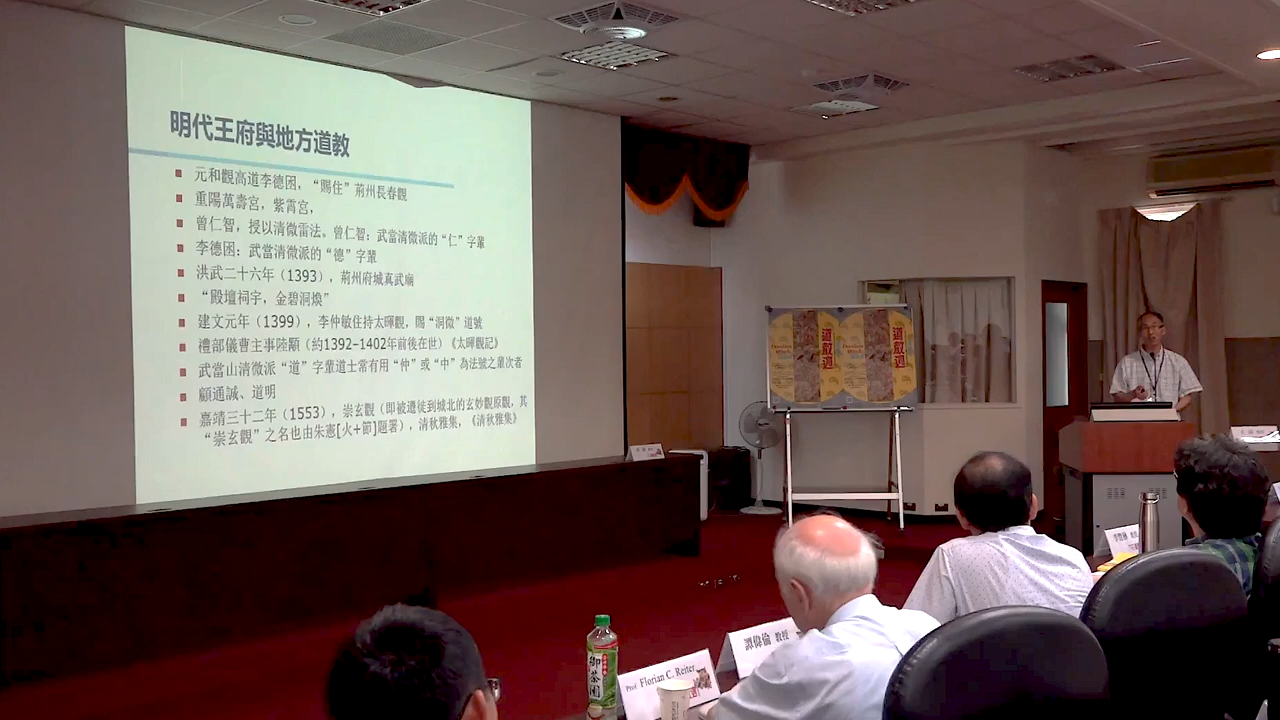 明代王府與地方道教
元和觀高道李德囦，“賜住”荊州長春觀
重陽萬壽宮，紫霄宮，
曾仁智，授以清微雷法。曾仁智：武當清微派的“仁”字輩
李德囦：武當清微派的“德”字輩
洪武二十六年（1393），荊州府城真武廟
“殿壇祠宇，金碧洞煥”
建文元年（1399），李仲敏住持太暉觀，賜“洞微”道號
禮部儀曹主事陸顒（約1392-1402年前後在世）《太暉觀記》
武當山清微派“道”字輩道士常有用“仲”或“中”為法號之輩次者
顧通誠、道明
嘉靖三十二年（1553），崇玄觀（即被遷徙到城北的玄妙觀原觀，其
“崇玄觀”之名也由朱憲[火+節]題署），清秋雅集，《清秋雅集》
道教週
道教週
譚偉倫 教授
Prof. Florian C. Reiter
御茶園